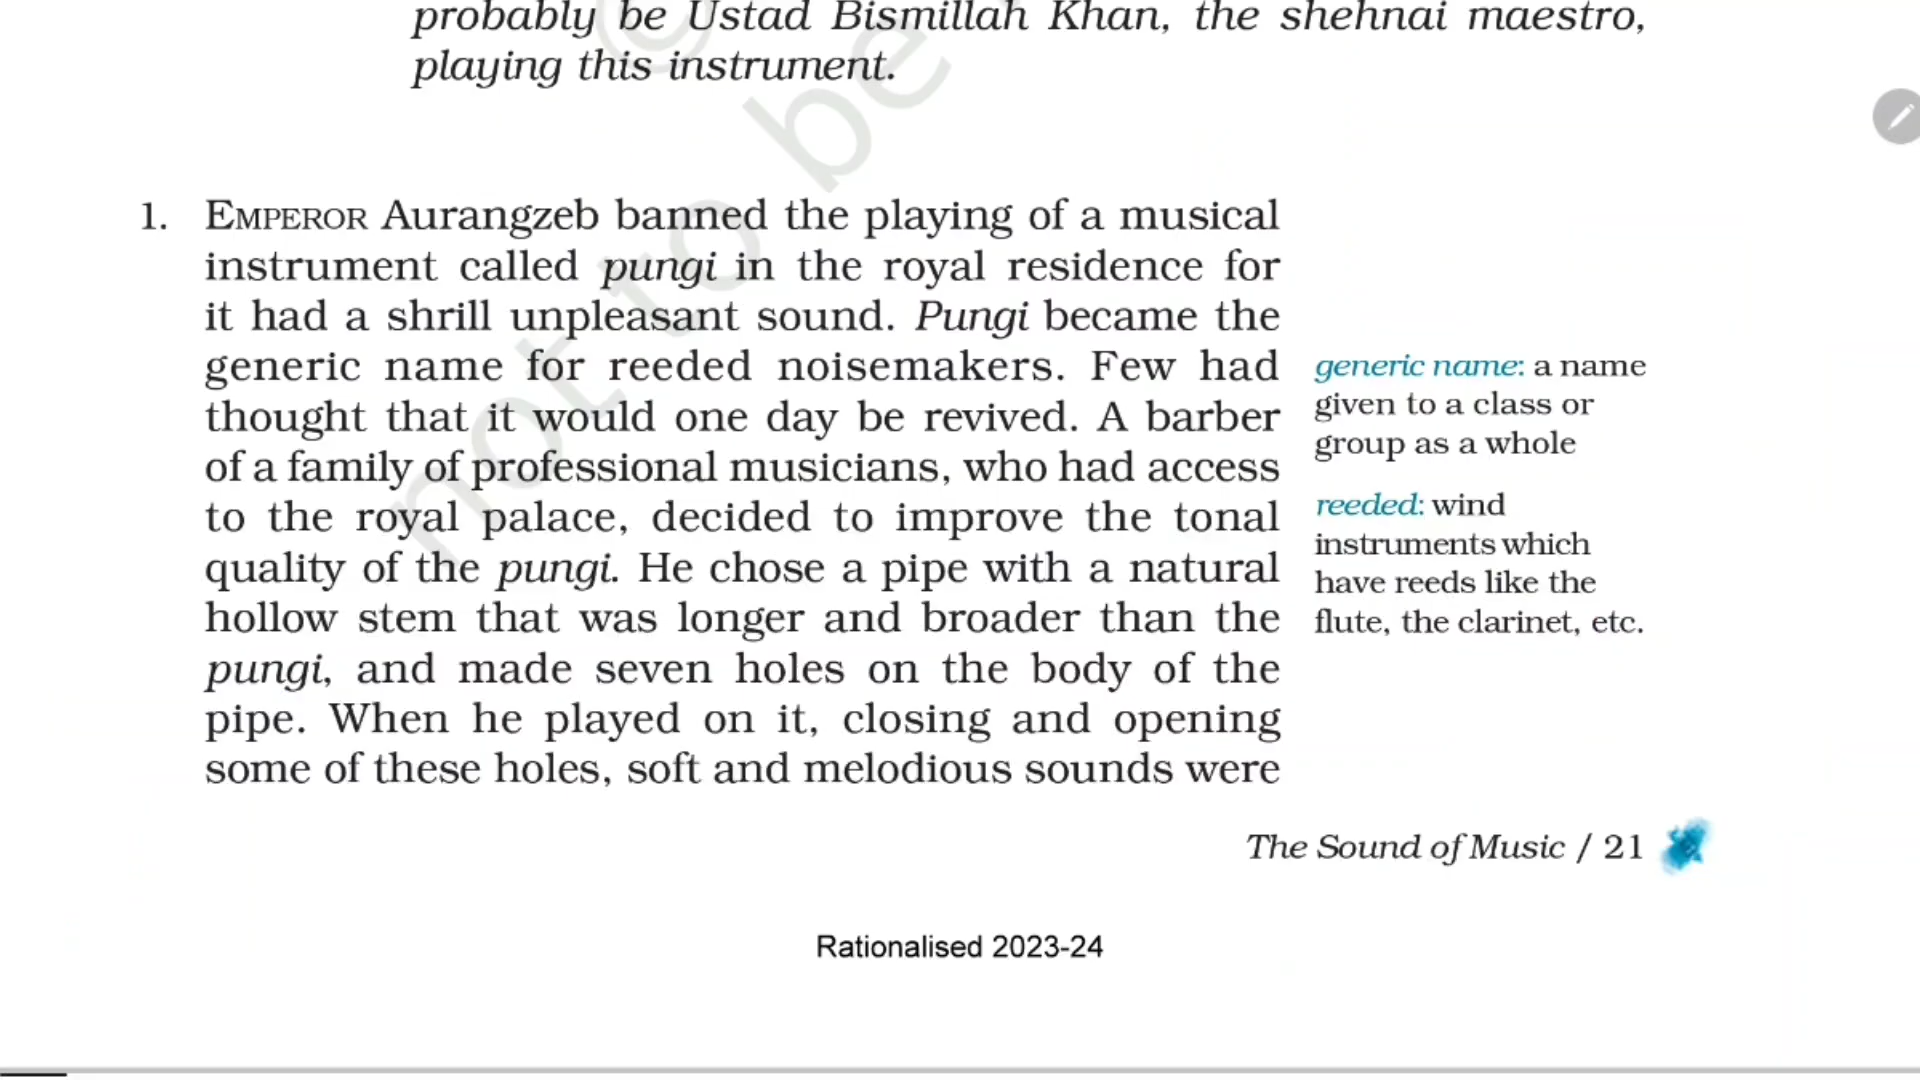 probably be Ustad Bismillah Khan, the shehnai maestro,
playing this instrument.
1. EMPEROR Aurangzeb banned the playing of a musical
instrument called pungi in the royal residence for
it had a shrill unpleasant sound. Pungi became the
generic name for reeded noisemakers. Few had
thought that it would one day be revived. A barber
of a family of professional musicians, who had access
to the royal palace, decided to improve the tonal
quality of the pungi. He chose a pipe with a natural
hollow stem that was longer and broader than the
pungi, and made seven holes on the body of the
pipe. When he played on it, closing and opening
some of these holes, soft and melodious sounds were
generic name: a name
given to a class or
group as a whole
reeded: wind
instruments which
have reeds like the
flute, the clarinet, etc.
The Sound of Music / 21
Rationalised 2023-24
©
not to be